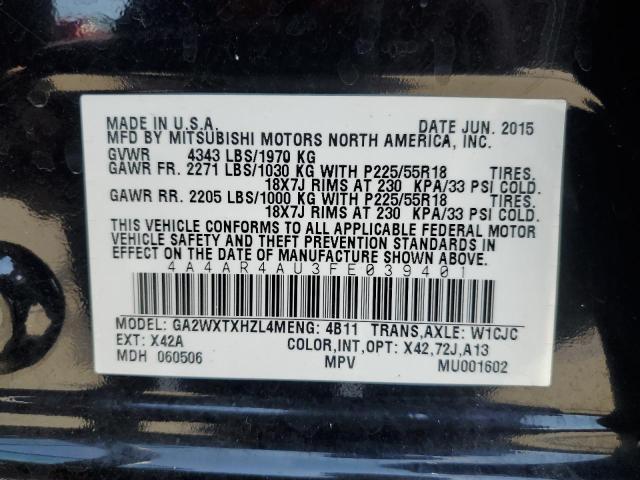 MADE IN U.S.A. DATE JUN. 2015
MFD BY MITSUBISHI MOTORS NORTH AMERICA, INC.
GVWR 4343 LBS/1970 KG
GAWR FR. 2271 LBS/1030 KG WITH P225/55R18 TIRES.
18X7J RIMS AT 230 KPA/33 PSI COLD.
GAWR RR. 2205 LBS/1000 KG WITH P225/55R18 TIRES.
18X7J RIMS AT 230 KPA/33 PSI COLD.
THIS VEHICLE CONFORMS TO ALL APPLICABLE FEDERAL MOTOR
VEHICLE SAFETY AND THEFT PREVENTION STANDARDS IN
EFFECT ON THE DATE OF MANUFACTURE SHOWN ABOVE.
4A4AR4AU3FE039401
MODEL: GA2WXTXHZL4MENG: 4B11 TRANS,AXLE: W1CJC
EXT: X42A COLOR,INT,OPT: X42,72J,A13
MDH 060506 MPV MU001602